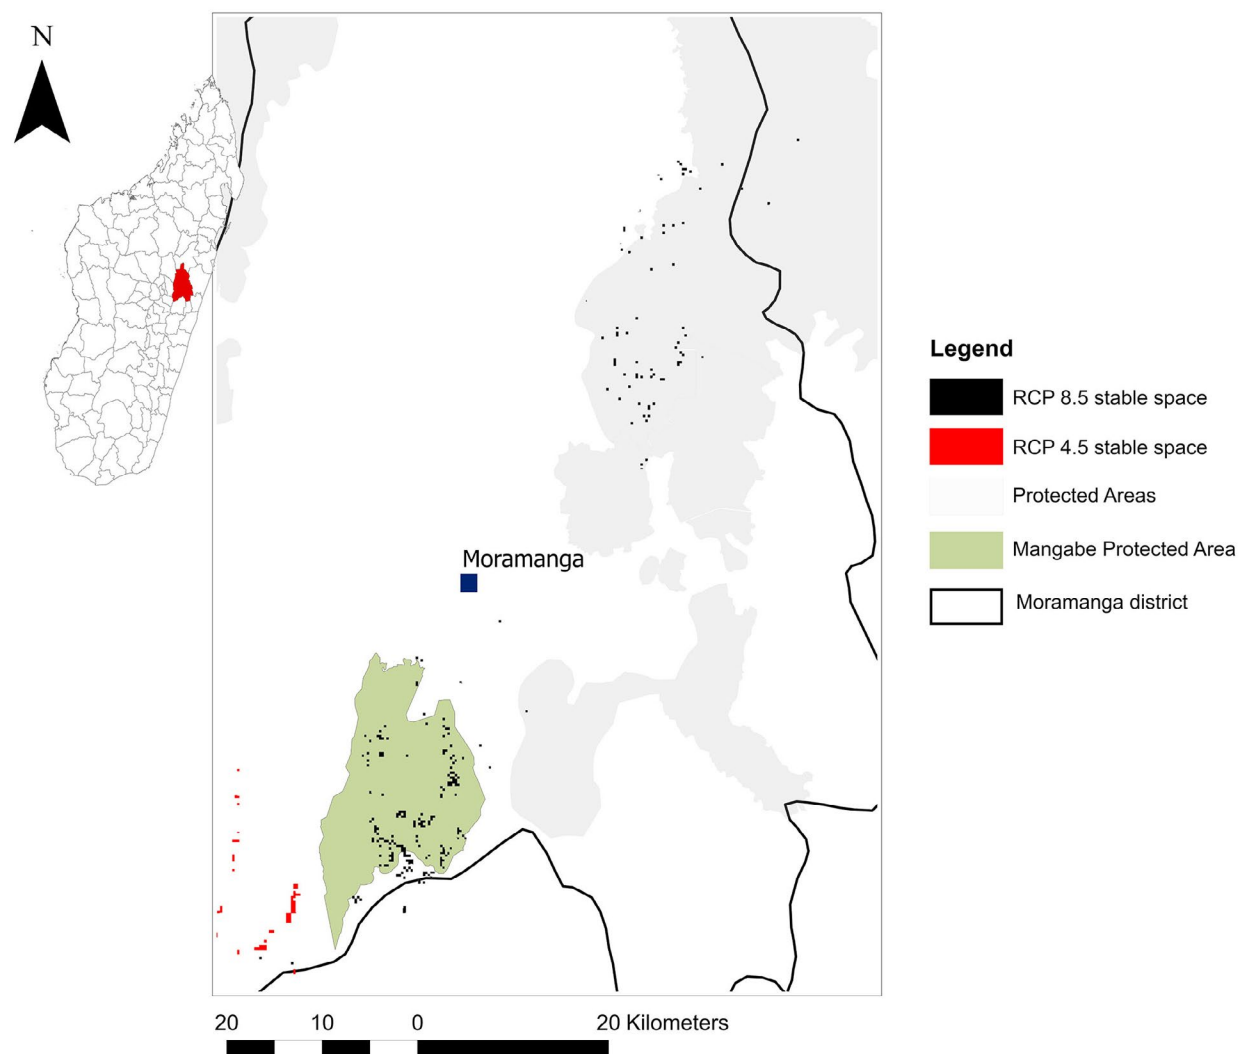 N
Moramanga
Legend
RCP 8.5 stable space
RCP 4.5 stable space
Protected Areas
Mangabe Protected Area
Moramanga district
20 10 0 20 Kilometers